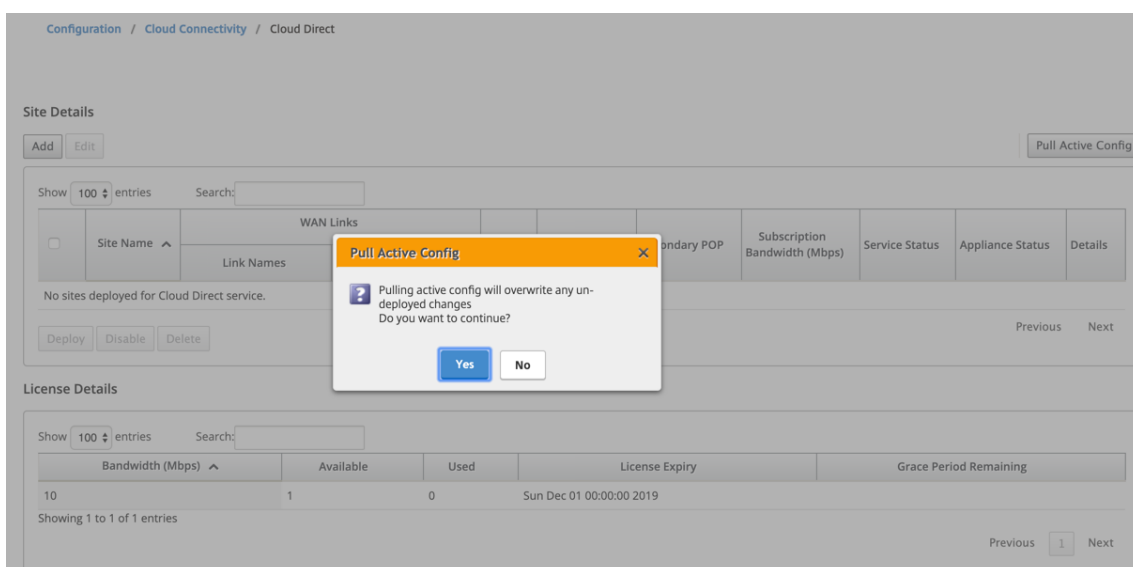 Configuration / Cloud Connectivity / Cloud Direct
Site Details
Add Edit
Pull Active Config
Show 100 entries Search:
WAN Links
Site Name
Link Names
Subscription
Bandwidth (Mbps)
Service Status
Appliance Status
Details
ondary POP
Pull Active Config
Pulling active config will overwrite any un-
deployed changes
Do you want to continue?
Yes No
No sites deployed for Cloud Direct service.
Previous Next
Deploy Disable Delete
License Details
Show 100 entries Search:
Bandwidth (Mbps) Available Used License Expiry Grace Period Remaining
10 1 0 Sun Dec 01 00:00:00 2019
Showing 1 to 1 of 1 entries
Previous 1 Next